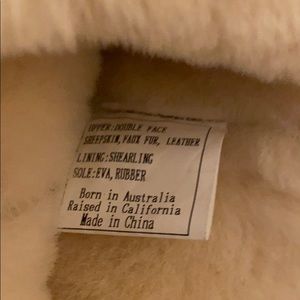 UPPER:DOUBLE FACE
SHEEPSKIN,FAUX FUR, LEATHER
LINING:SHEARLING
SOLE:EVA, RUBBER
Born in Australia
Raised in California
Made in China